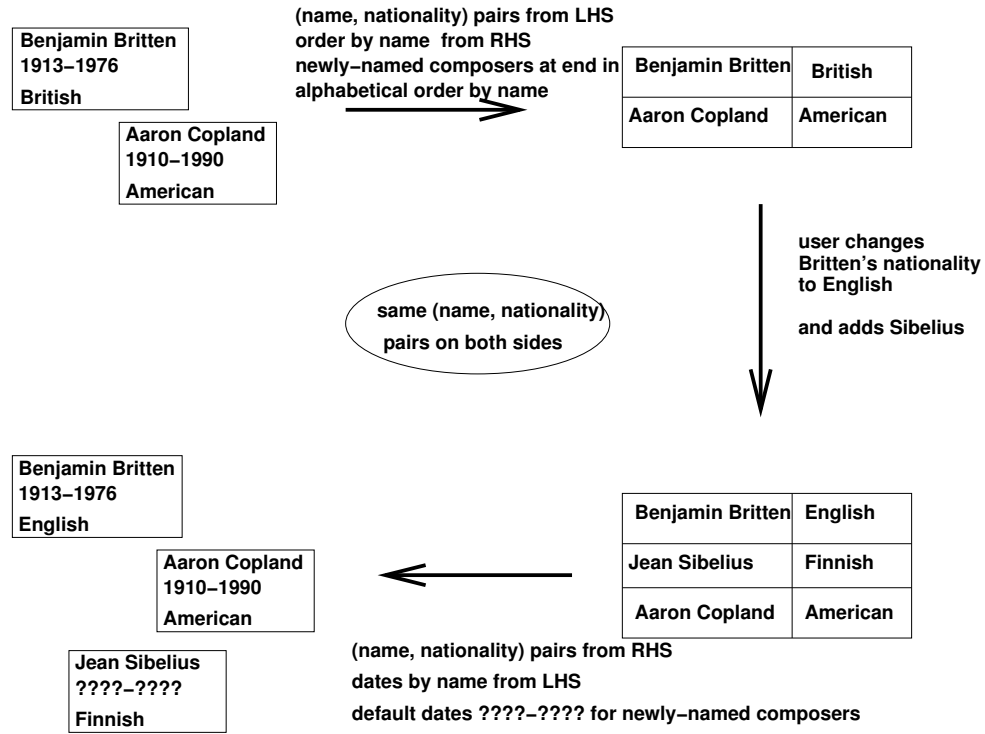 Benjamin Britten
1913–1976
British
Aaron Copland
1910–1990
American
(name, nationality) pairs from LHS
order by name from RHS
newly–named composers at end in
alphabetical order by name
Benjamin Britten British
Aaron Copland American
user changes
Britten's nationality
to English
and adds Sibelius
same (name, nationality)
pairs on both sides
Benjamin Britten
1913–1976
English
Aaron Copland
1910–1990
American
Jean Sibelius
????–????
Finnish
Benjamin Britten English
Jean Sibelius Finnish
Aaron Copland American
(name, nationality) pairs from RHS
dates by name from LHS
default dates ????–???? for newly–named composers